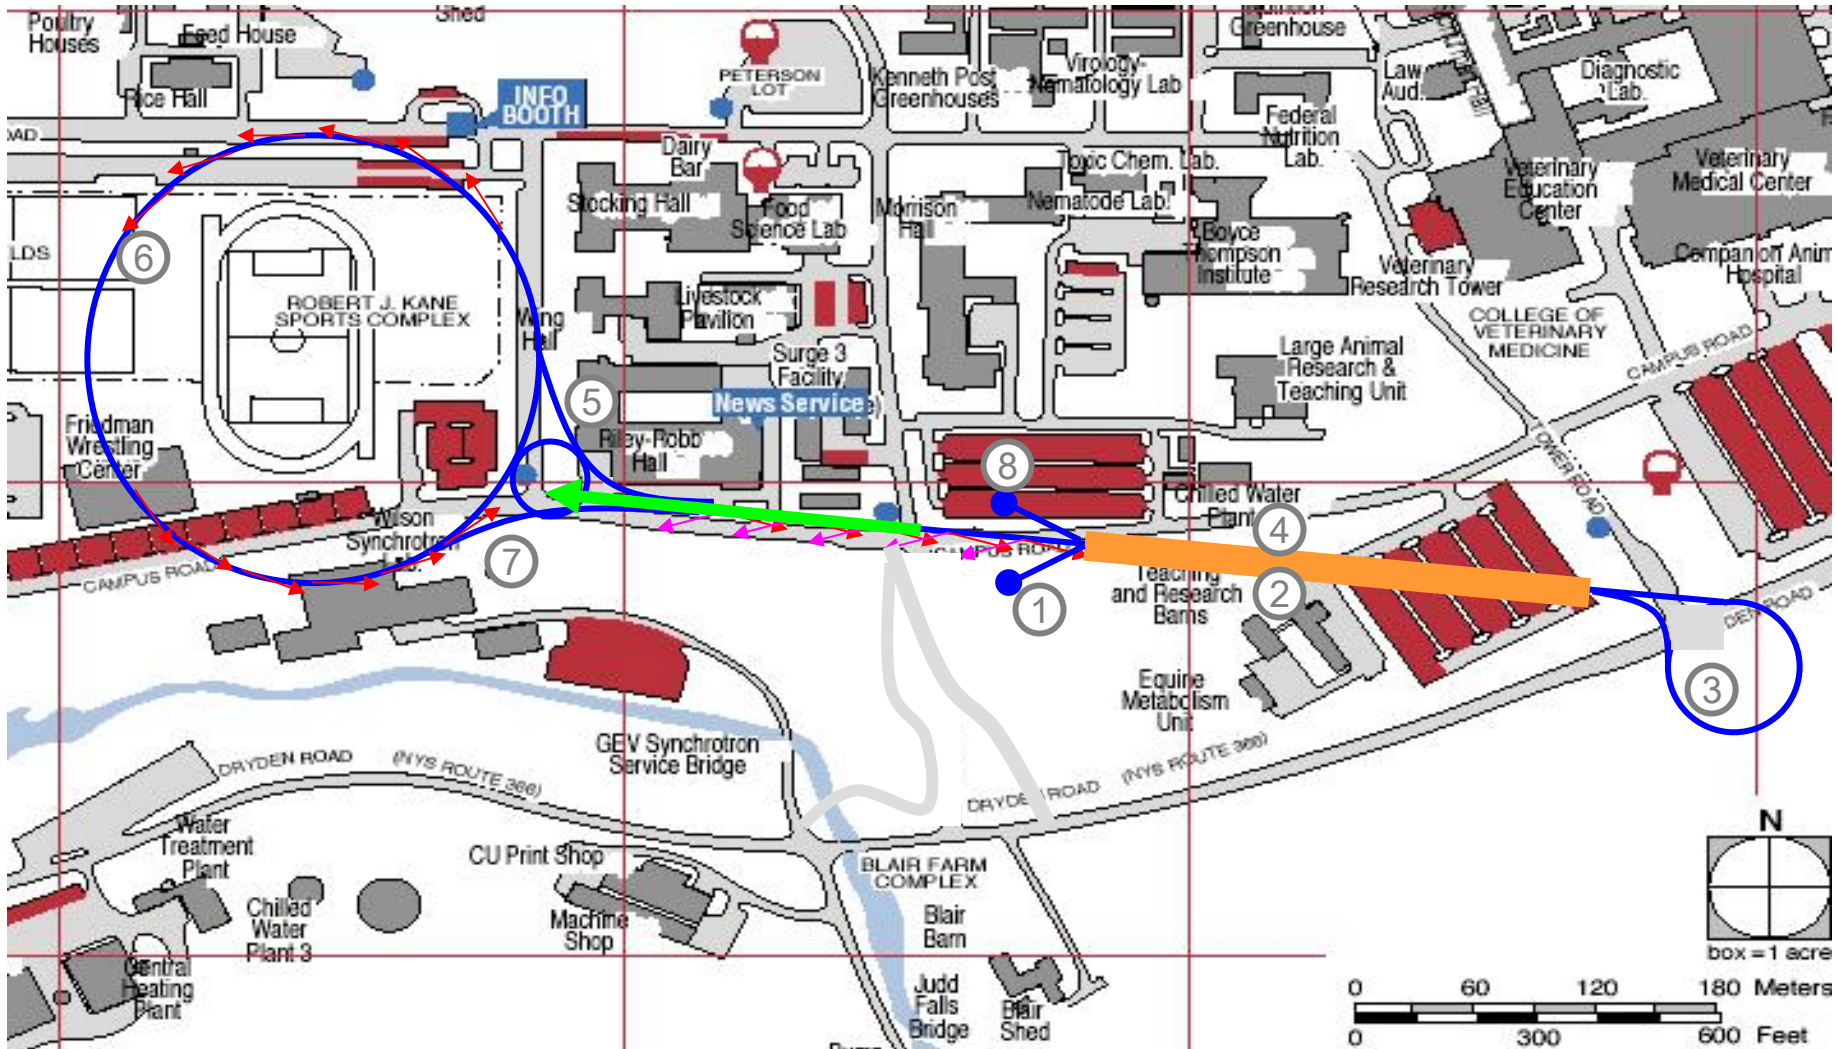 Poultry
Houses
Feed House
Shed
Rice Hall
INFO
BOOTH
PETERSON
LOT
Kenneth Post
Greenhouses
Virology-
Nematology Lab
Nutrition
Greenhouse
Law
Aud.
Diagnostic
Lab.
Federal
Nutrition
Lab.
Dairy
Bar
Stocking Hall
Food
Science Lab
Morrison
Hall
Toxic Chem. Lab.
Nematode Lab.
Boyce
Thompson
Institute
Veterinary
Education
Center
Veterinary
Medical Center
Veterinary
Research Tower
Hospital
COLLEGE OF
VETERINARY
MEDICINE
CAMPUS ROAD
6
LDS
ROBERT J. KANE
SPORTS COMPLEX
Wing
Hall
Livestock
Pavilion
Surge 3
Facility
News Service
Large Animal
Research &
Teaching Unit
5
Friedman
Wrestling
Center
Riley-Robb
Hall
8
TOWER ROAD
Chilled Water
Plant
4
Wilson
Synchrotron
Lab.
CAMPUS ROAD
7
CAMPUS ROAD
1
2
Teaching
and Research
Barns
3
DEN ROAD
Equine
Metabolism
Unit
GEV Synchrotron
Service Bridge
DRYDEN ROAD
(NYS ROUTE 366)
DRYDEN ROAD
(NYS ROUTE 366)
Water
Treatment
Plant
CU Print Shop
BLAIR FARM
COMPLEX
Chilled
Water
Plant 3
Machine
Shop
Blair
Barn
Central
Heating
Plant
Judd
Falls
Bridge
Blair
Shed
N
box = 1 acre
0 60 120 180 Meters
0 300 600 Feet